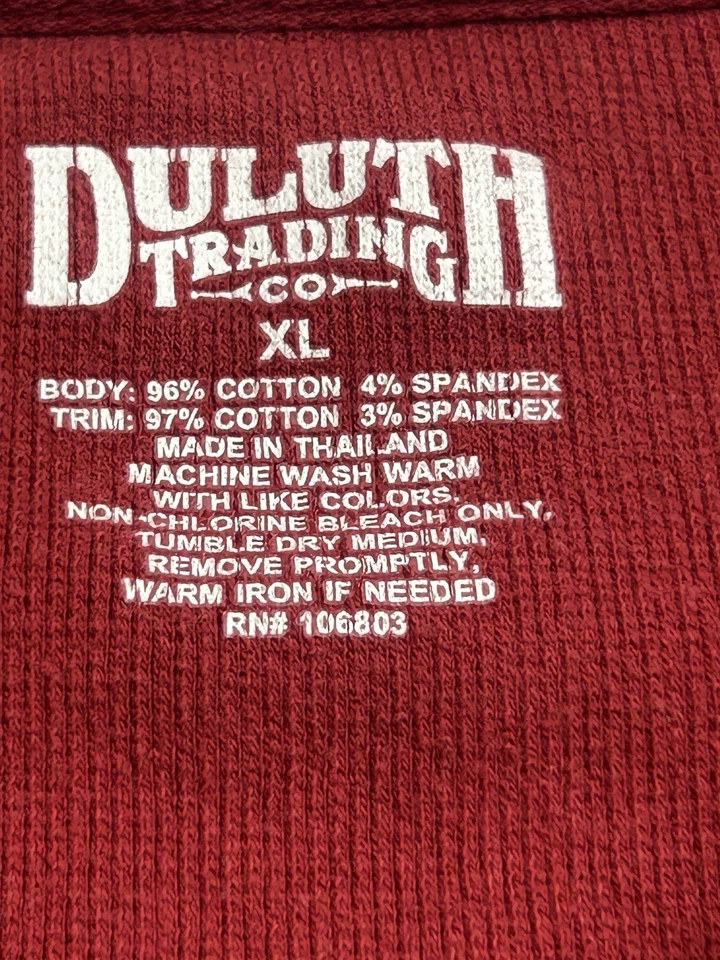 DULUTH
TRADING
CO
XL
BODY: 96% COTTON 4% SPANDEX
TRIM: 97% COTTON 3% SPANDEX
MADE IN THAILAND
MACHINE WASH WARM
WITH LIKE COLORS.
NON-CHLORINE BLEACH ONLY,
TUMBLE DRY MEDIUM,
REMOVE PROMPTLY,
WARM IRON IF NEEDED
RN# 106803